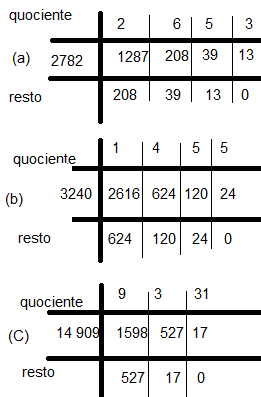 quociente 2 6 5 3
(a) 2782 1287 208 39 13
resto 208 39 13 0
quociente 1 4 5 5
(b) 3240 2616 624 120 24
resto 624 120 24 0
quociente 9 3 31
(C) 14 909 1598 527 17
resto 527 17 0